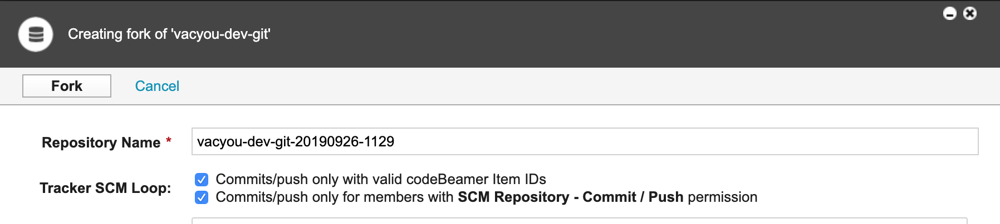 Creating fork of 'vacyou-dev-git'
Fork Cancel
Repository Name * vacyou-dev-git-20190926-1129
Tracker SCM Loop: Commits/push only with valid codeBeamer Item IDs
Commits/push only for members with SCM Repository - Commit / Push permission